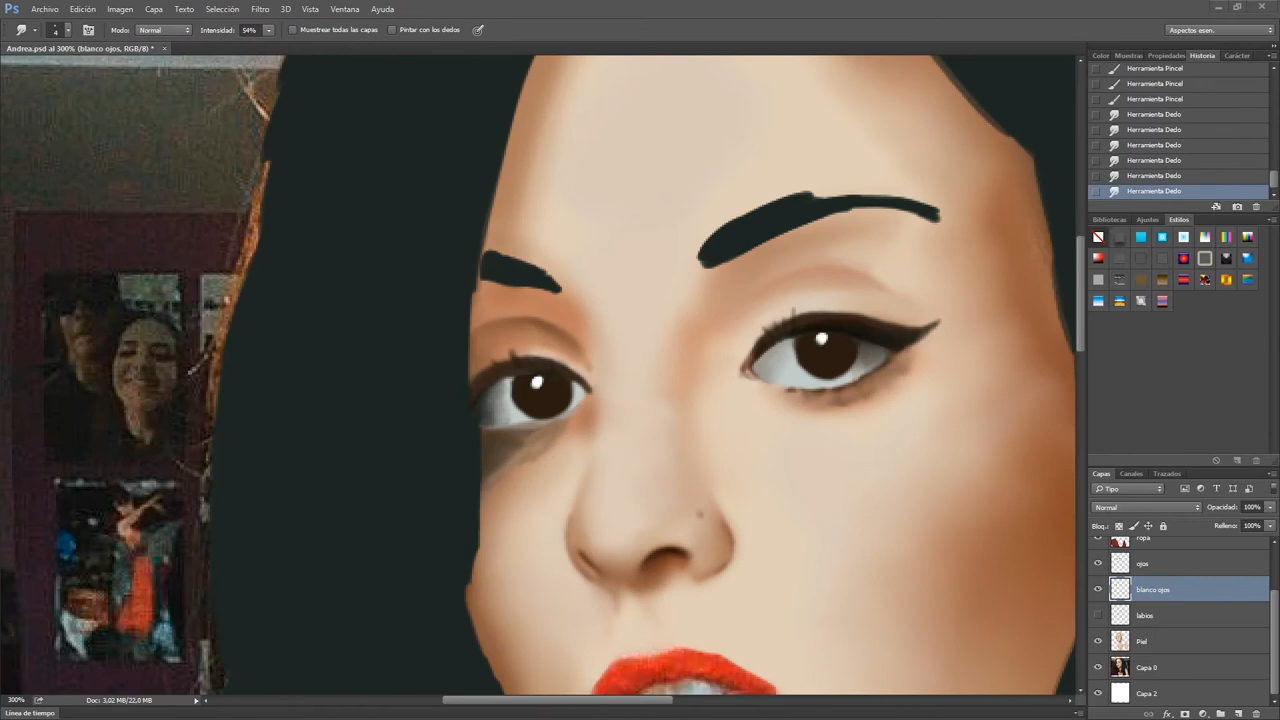 Ps Archivo Edición Imagen Capa Texto Selección Filtro 3D Vista Ventana Ayuda
4 Modo: Normal Intensidad: 54% Muestrear todas las capas Pintar con los dedos Aspectos esen.
Andrea.psd al 300% (blanco ojos, RGB/8) * ×
Color Muestras Propiedades Historia Carácter
Herramienta Pincel
Herramienta Pincel
Herramienta Pincel
Herramienta Dedo
Herramienta Dedo
Herramienta Dedo
Herramienta Dedo
Herramienta Dedo
Herramienta Dedo
Bibliotecas Ajustes Estilos
Capas Canales Trazados
Tipo
Normal Opacidad: 100%
Bloq.: Relleno: 100%
ropa
ojos
blanco ojos
labios
Piel
Capa 0
Capa 2
300% Doc: 3,02 MB/22,0 MB
Línea de tiempo